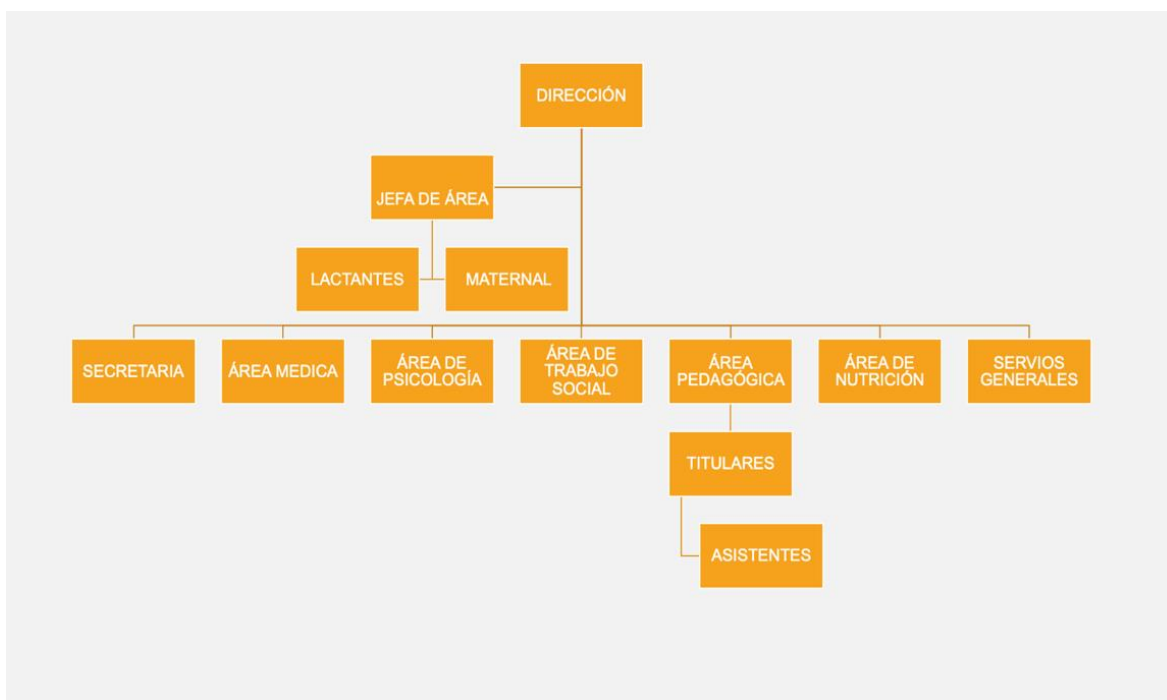 DIRECCIÓN
JEFA DE ÁREA
LACTANTES
MATERNAL
SECRETARIA
ÁREA MEDICA
ÁREA DE
PSICOLOGÍA
ÁREA DE
TRABAJO
SOCIAL
ÁREA
PEDAGÓGICA
ÁREA DE
NUTRICIÓN
SERVIOS
GENERALES
TITULARES
ASISTENTES